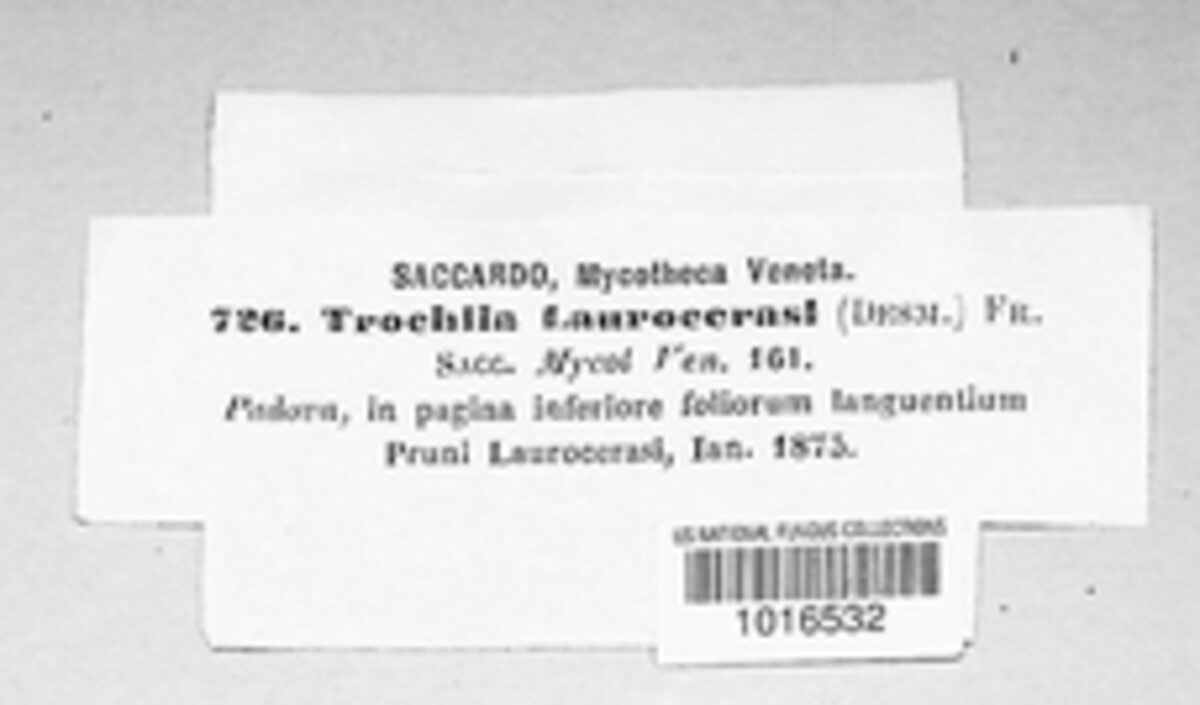 SACCARDO, Mycotheca Veneta.
726. Trochila Laurocerasi (DESM.) FR.
SACC. Mycol Ven. 161.
Padova, in pagina inferiore foliorum languentium
Pruni Laurocerasi, Ian. 1875.
US NATIONAL FUNGUS COLLECTIONS
1016532